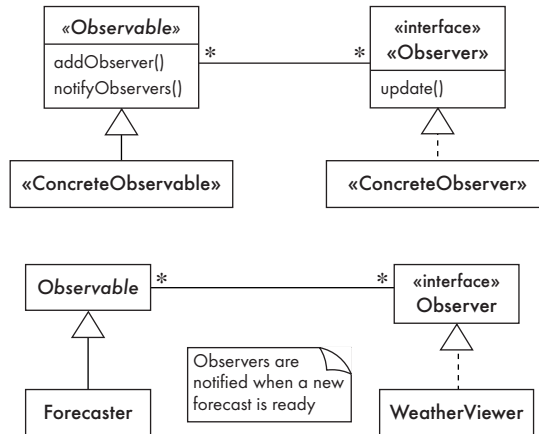 «Observable»
addObserver()
notifyObservers()
*
*
«interface»
«Observer»
update()
«ConcreteObservable»
«ConcreteObserver»
Observable
*
*
«interface»
Observer
Observers are
notified when a new
forecast is ready
Forecaster
WeatherViewer